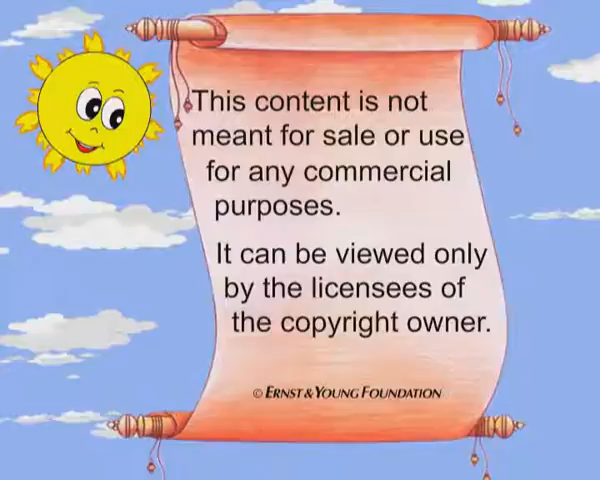 This content is not
meant for sale or use
for any commercial
purposes.
It can be viewed only
by the licensees of
the copyright owner.
© ERNST & YOUNG FOUNDATION